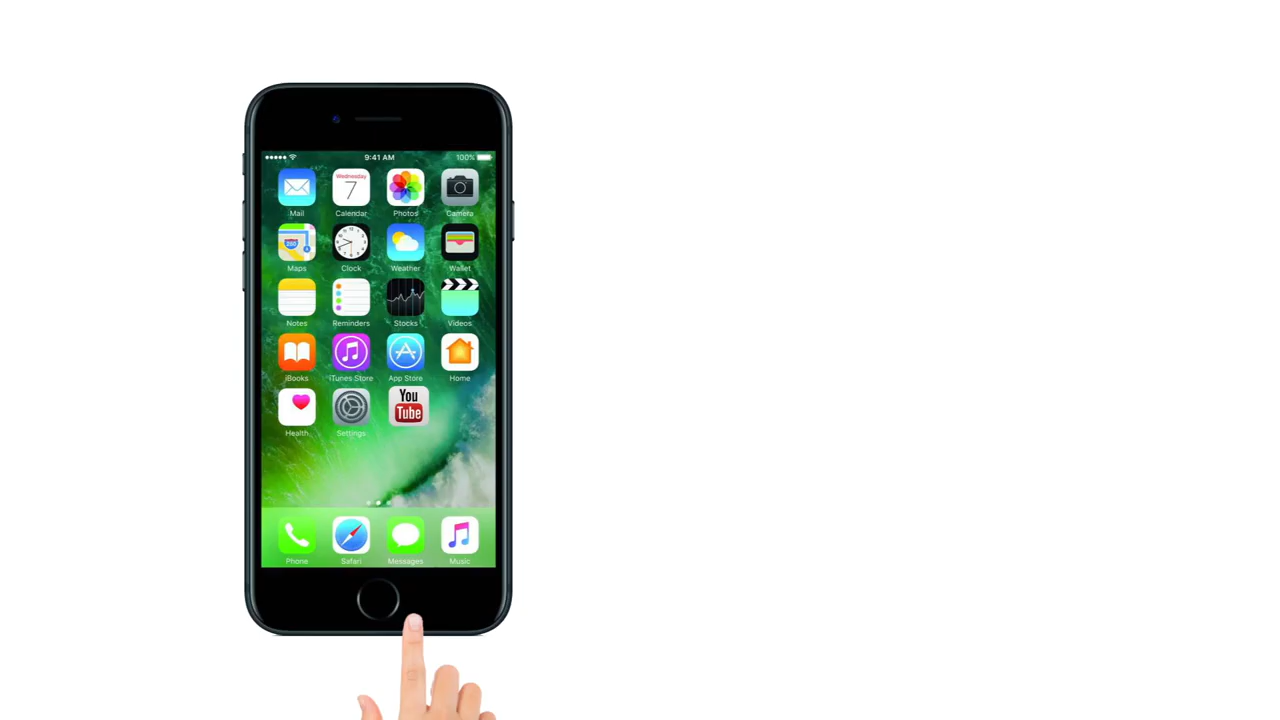 9:41 AM 100%
Wednesday
7
Mail Calendar Photos Camera
280
Maps Clock Weather Wallet
Notes Reminders Stocks Videos
iBooks iTunes Store App Store Home
You
Tube
Health Settings
Phone Safari Messages Music